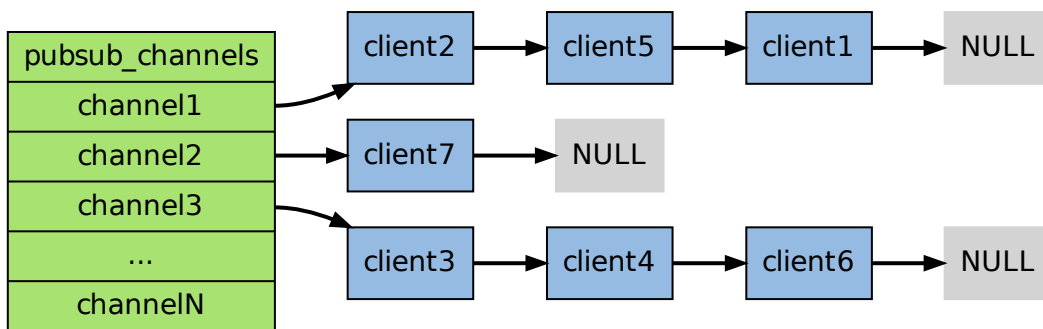 pubsub_channels
channel1
channel2
channel3
...
channelN
client2 client5 client1 NULL
client7 NULL
client3 client4 client6 NULL